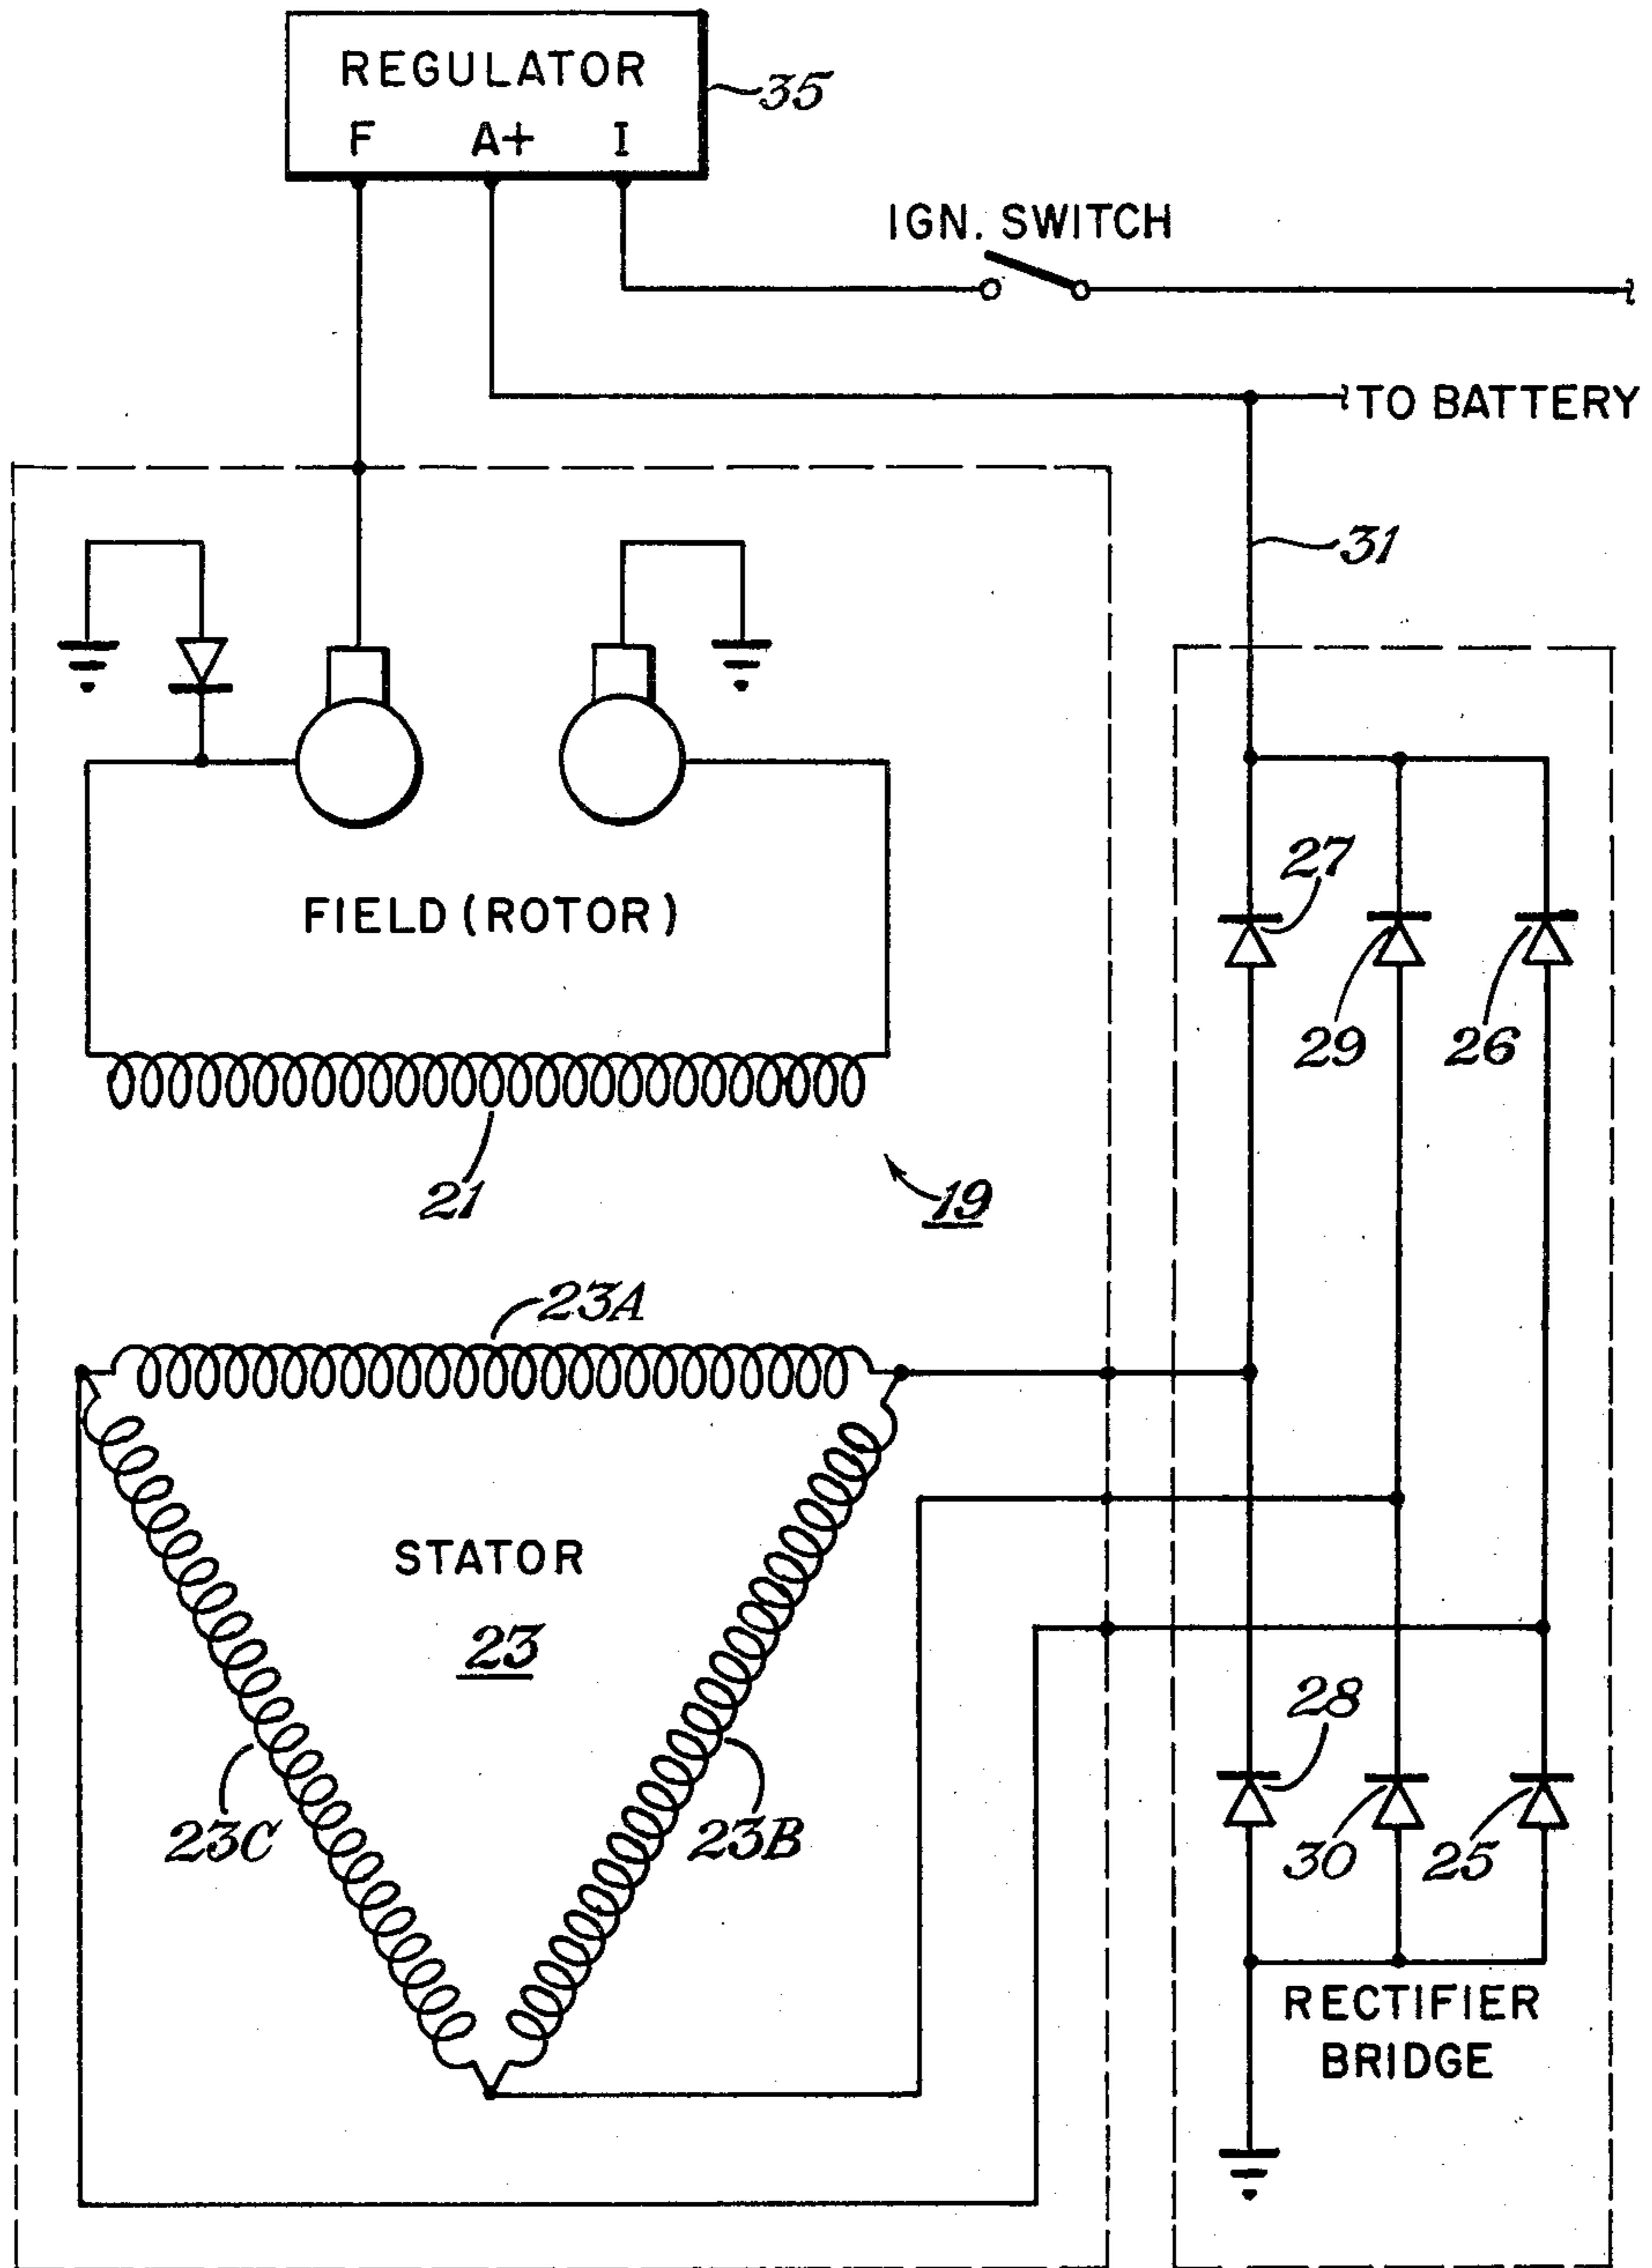 REGULATOR
F A+ I
35
IGN. SWITCH
TO BATTERY
31
27
FIELD (ROTOR)
29
26
21
19
23A
STATOR
23
28
23C
23B
30
25
RECTIFIER
BRIDGE